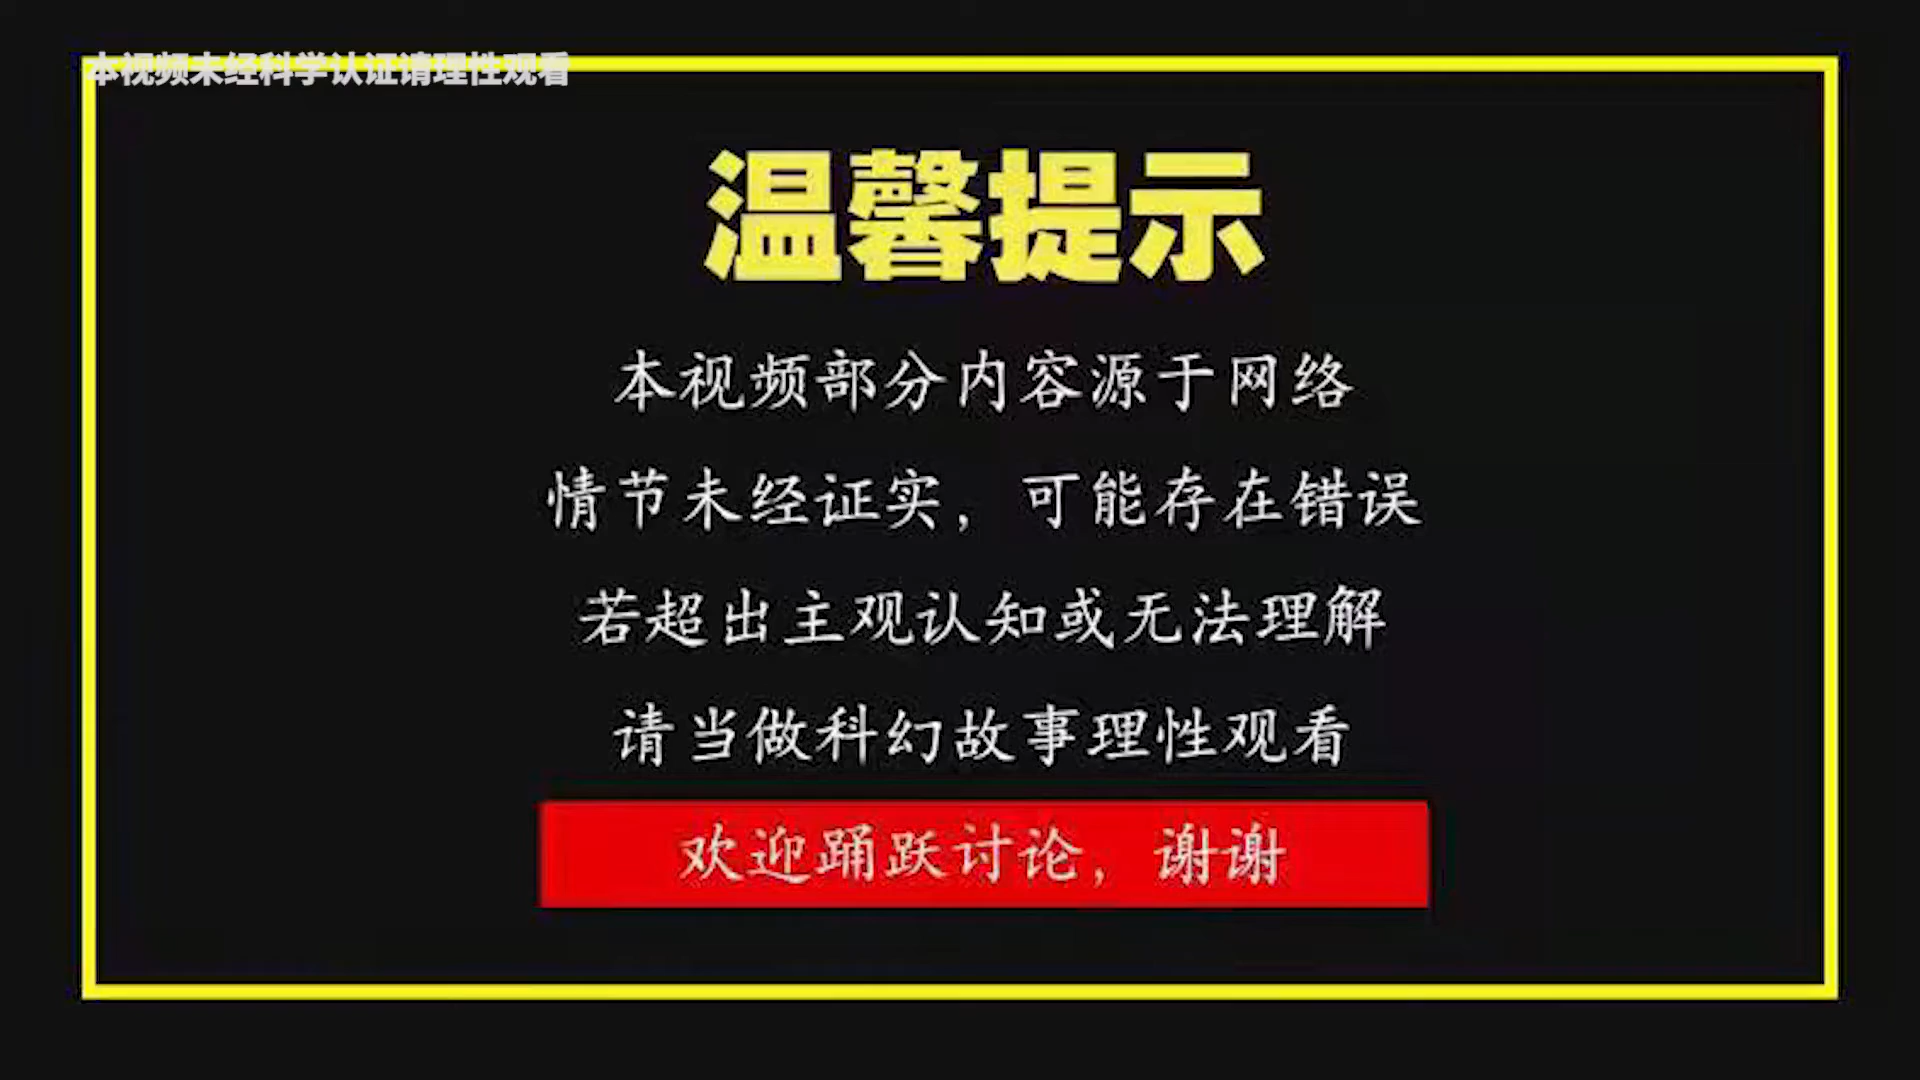 本视频未经科学认证请理性观看
温馨提示
本视频部分内容源于网络
情节未经证实，可能存在错误
若超出主观认知或无法理解
请当做科幻故事理性观看
欢迎踊跃讨论，谢谢